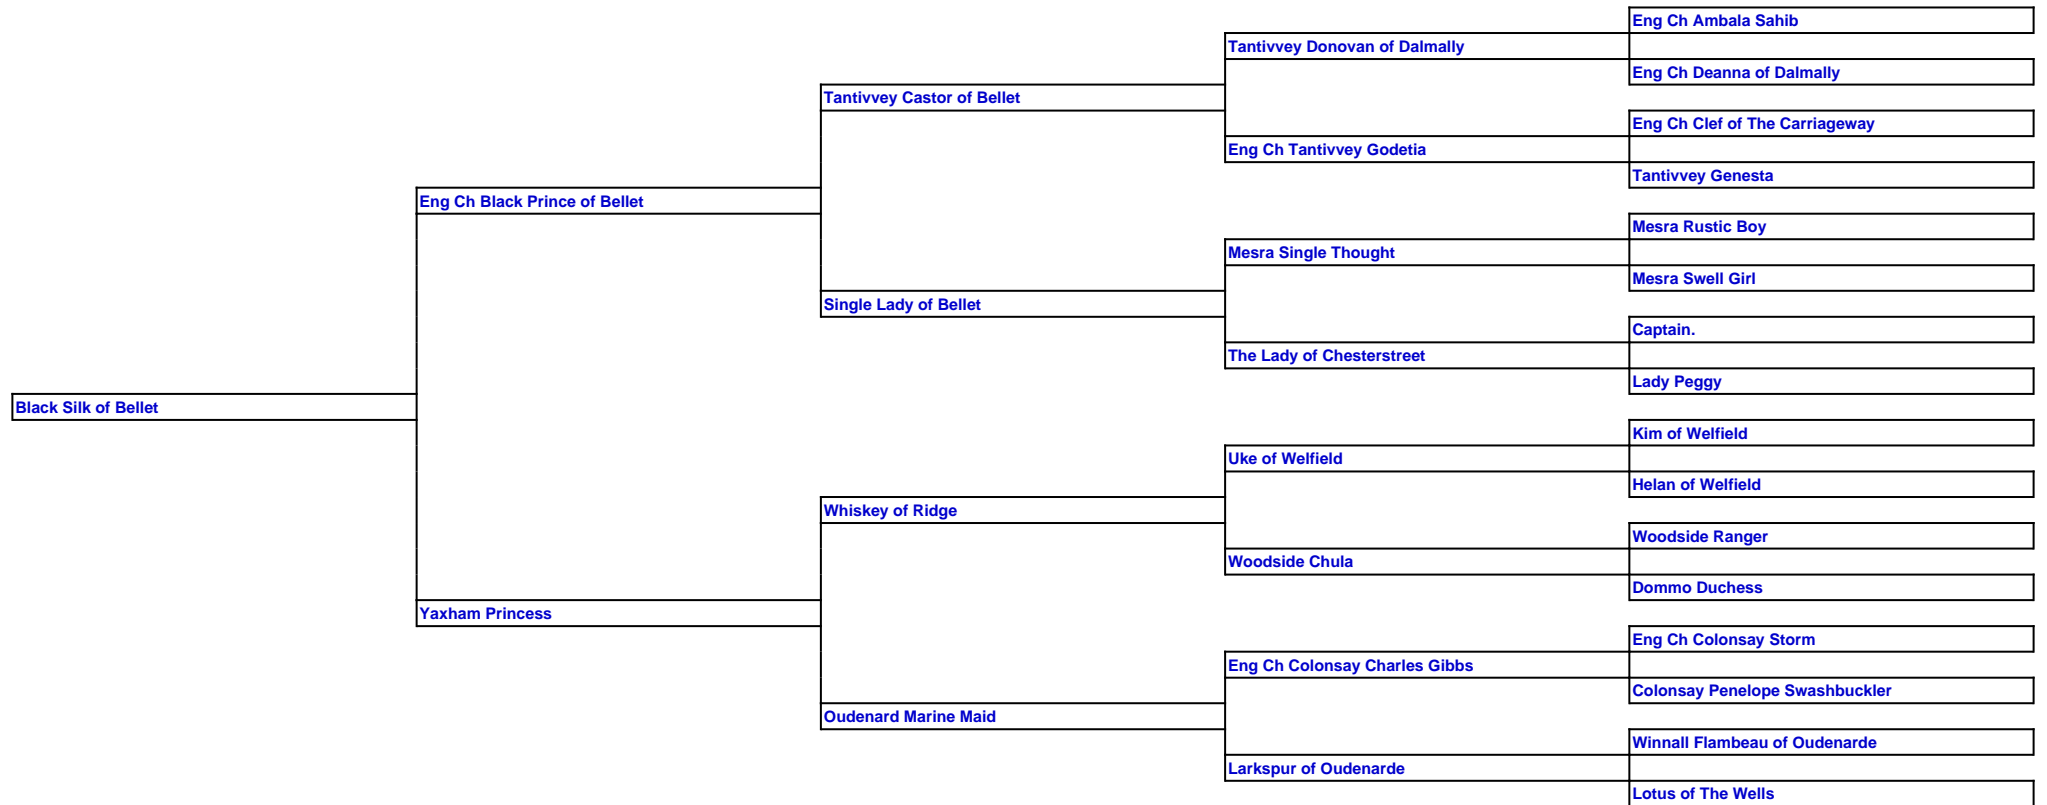 Eng Ch Ambala Sahib
Tantivvey Donovan of Dalmally
Eng Ch Deanna of Dalmally
Tantivvey Castor of Bellet
Eng Ch Clef of The Carriageway
Eng Ch Tantivvey Godetia
Tantivvey Genesta
Eng Ch Black Prince of Bellet
Mesra Rustic Boy
Mesra Single Thought
Mesra Swell Girl
Single Lady of Bellet
Captain.
The Lady of Chesterstreet
Lady Peggy
Black Silk of Bellet
Kim of Welfield
Uke of Welfield
Helan of Welfield
Whiskey of Ridge
Woodside Ranger
Woodside Chula
Dommo Duchess
Yaxham Princess
Eng Ch Colonsay Storm
Eng Ch Colonsay Charles Gibbs
Colonsay Penelope Swashbuckler
Oudenard Marine Maid
Winnall Flambeau of Oudenarde
Larkspur of Oudenarde
Lotus of The Wells